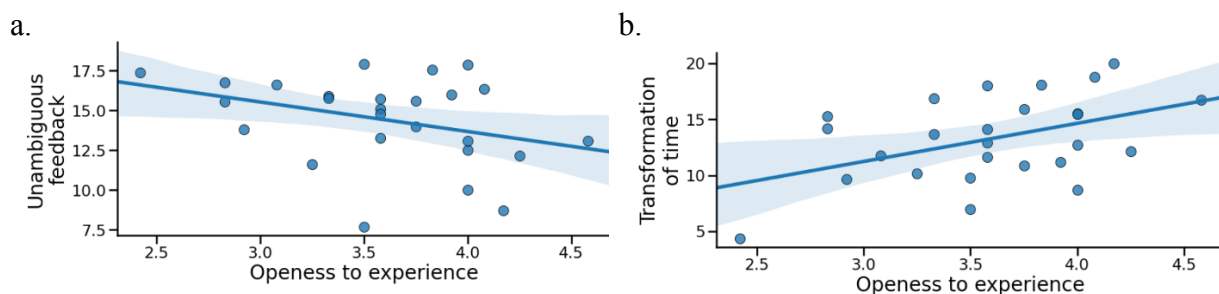 a.
Unambiguous
feedback
17.5
15.0
12.5
10.0
7.5
2.5 3.0 3.5 4.0 4.5
Openess to experience
b.
Transformation
of time
20
15
10
5
2.5 3.0 3.5 4.0 4.5
Openess to experience